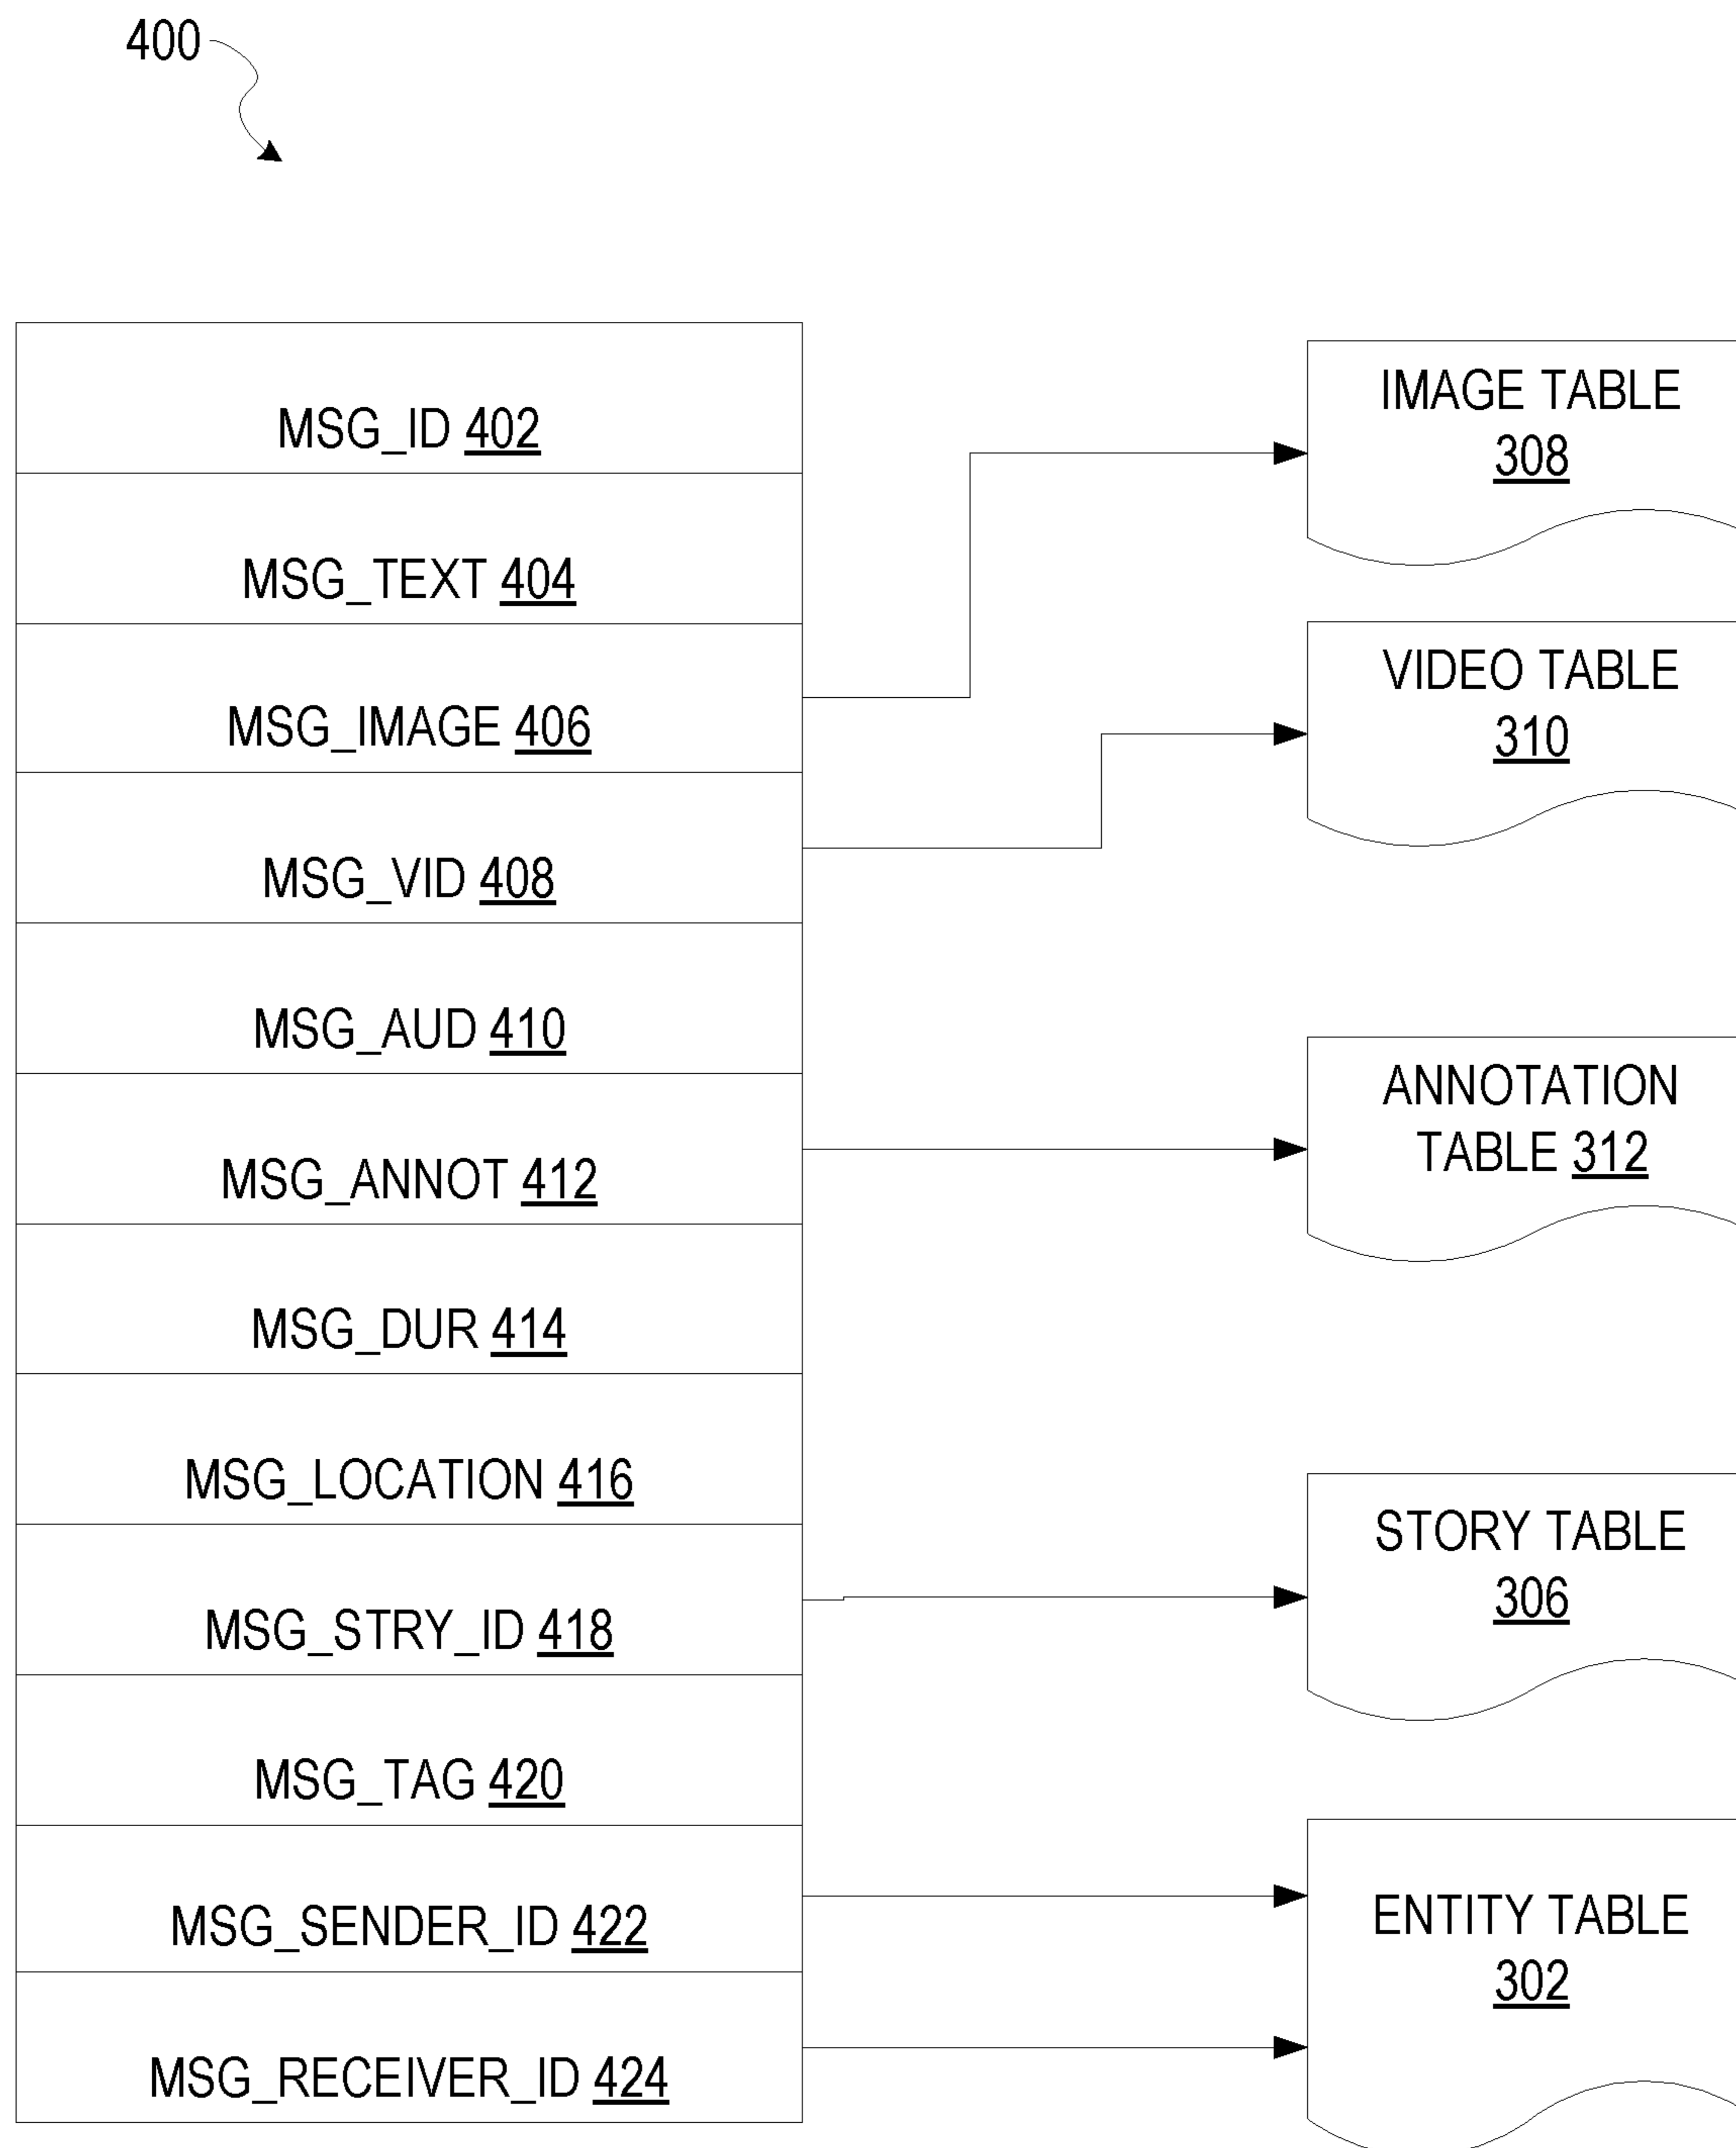 400
MSG_ID 402
MSG_TEXT 404
MSG_IMAGE 406
MSG_VID 408
MSG_AUD 410
MSG_ANNOT 412
MSG_DUR 414
MSG_LOCATION 416
MSG_STRY_ID 418
MSG_TAG 420
MSG_SENDER_ID 422
MSG_RECEIVER_ID 424
IMAGE TABLE
308
VIDEO TABLE
310
ANNOTATION
TABLE 312
STORY TABLE
306
ENTITY TABLE
302